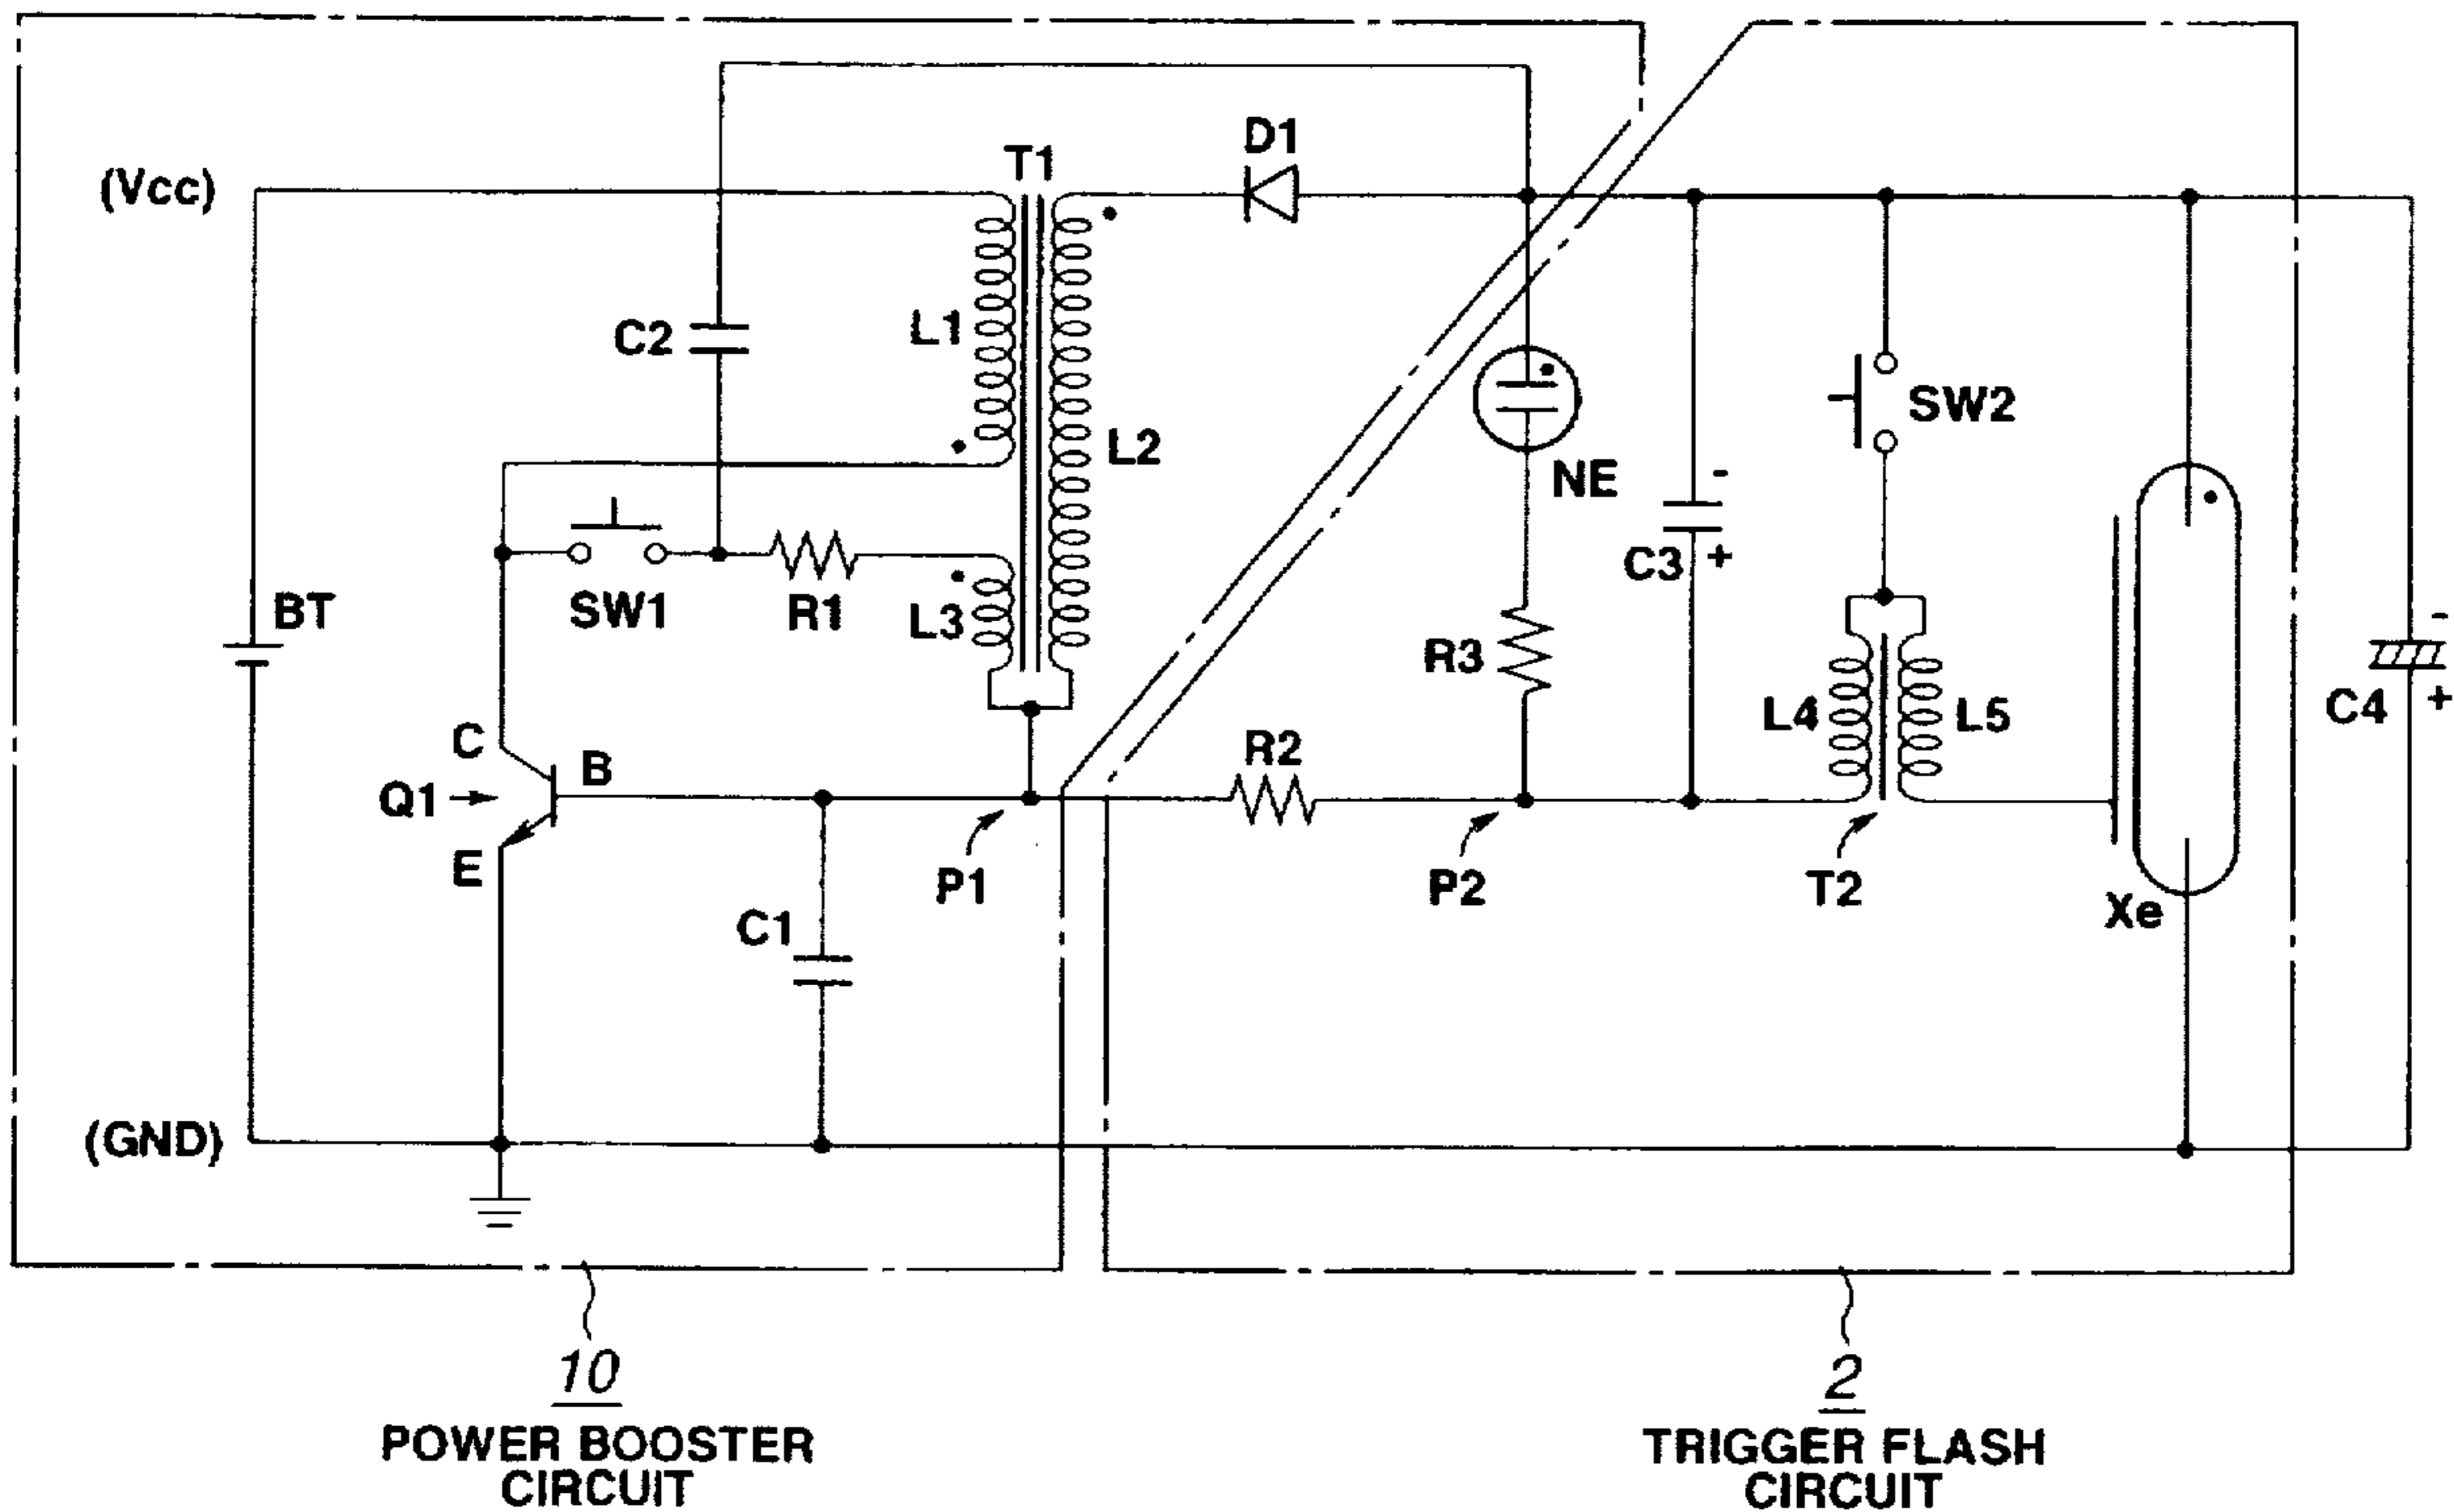 D1
T1
(Vcc)
C2
L1
L2
SW2
NE
C3
-
+
SW1
R1
L3
BT
R3
-
+
C4
L4
L5
C
B
Q1
E
R2
P1
P2
T2
Xe
C1
(GND)
10
POWER BOOSTER
CIRCUIT
2
TRIGGER FLASH
CIRCUIT